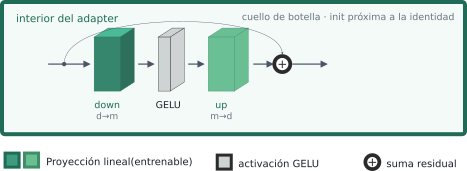 interior del adapter
cuello de botella · init próxima a la identidad
down
d→m
GELU
up
m→d
Proyección lineal(entrenable)
activación GELU
suma residual